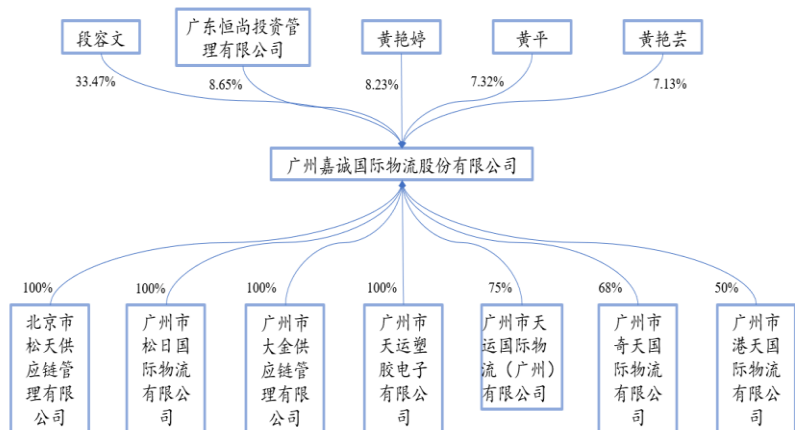 段容文
广东恒尚投资管
理有限公司
黄艳婷
黄平
黄艳芸
33.47%
8.65%
8.23%
7.32%
7.13%
广州嘉诚国际物流股份有限公司
100%
100%
100%
100%
75%
68%
50%
北京市
松天供
应链管
理有限
公司
广州市
松日国
际物流
有限公
司
广州市
大金供
应链管
理有限
公司
广州市
天运塑
胶电子
有限公
司
广州市天
运国际物
流（广州）
有限公司
广州市
奇天国
际物流
有限公
司
广州市
港天国
际物流
有限公
司